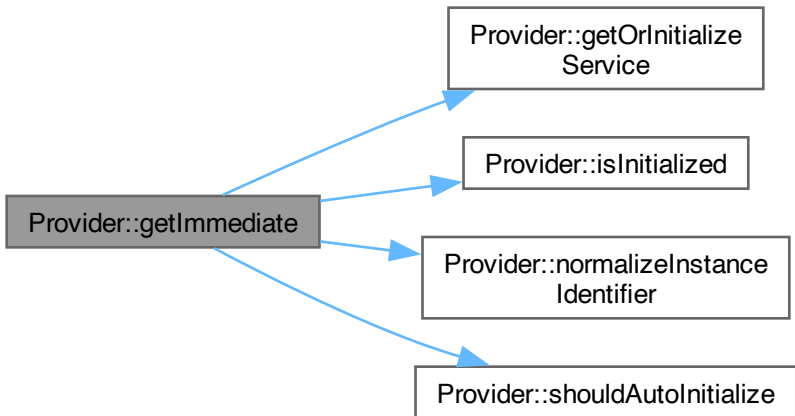 Provider::getOrInitialize
Service
Provider::isInitialized
Provider::getImmediate
Provider::normalizeInstance
Identifier
Provider::shouldAutoInitialize